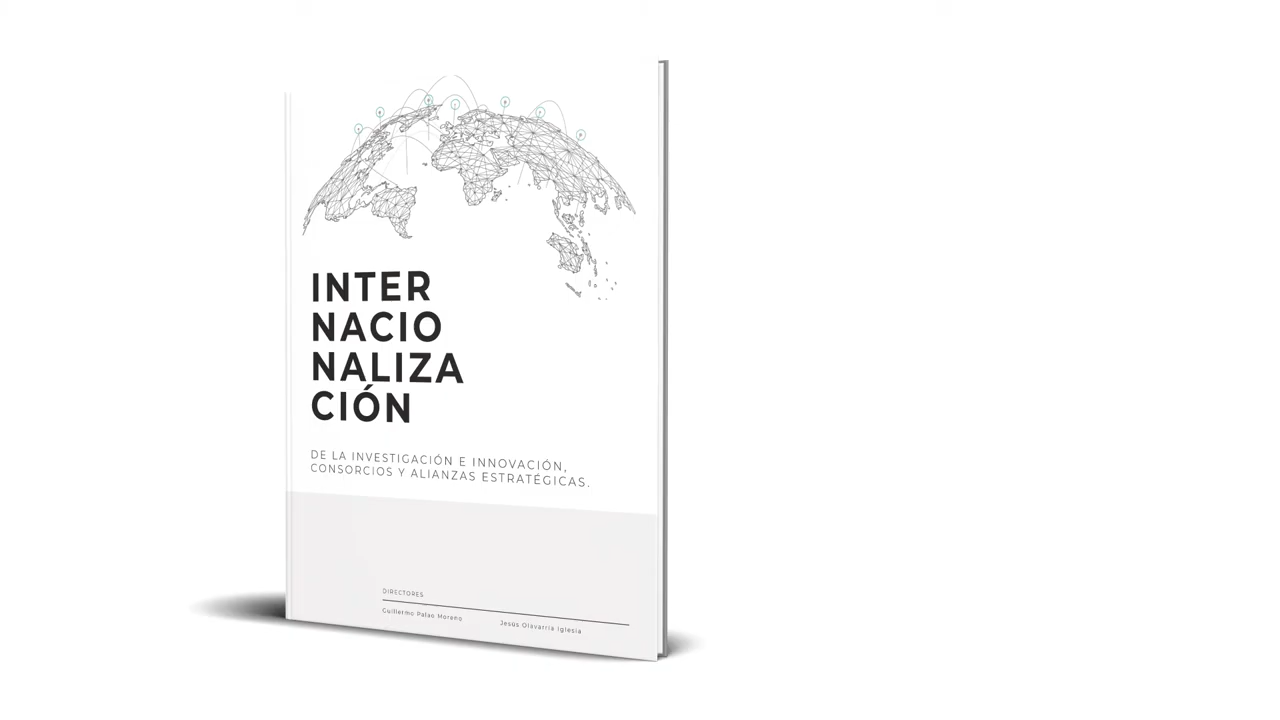 INTER
NACIO
NALIZA
CIÓN
DE LA INVESTIGACIÓN E INNOVACIÓN,
CONSORCIOS Y ALIANZAS ESTRATÉGICAS.
DIRECTORES
Guillermo Palao Moreno
Jesús Olavarría Iglesia